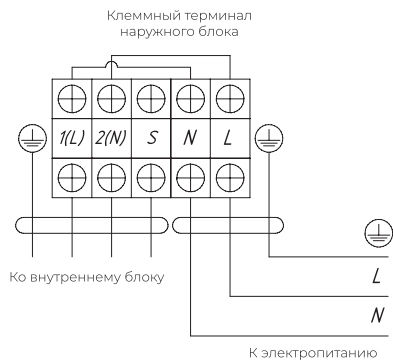 Клеммный терминал
наружного блока
1(L) 2(N) S N L
Ко внутреннему блоку
L
N
К электропитанию